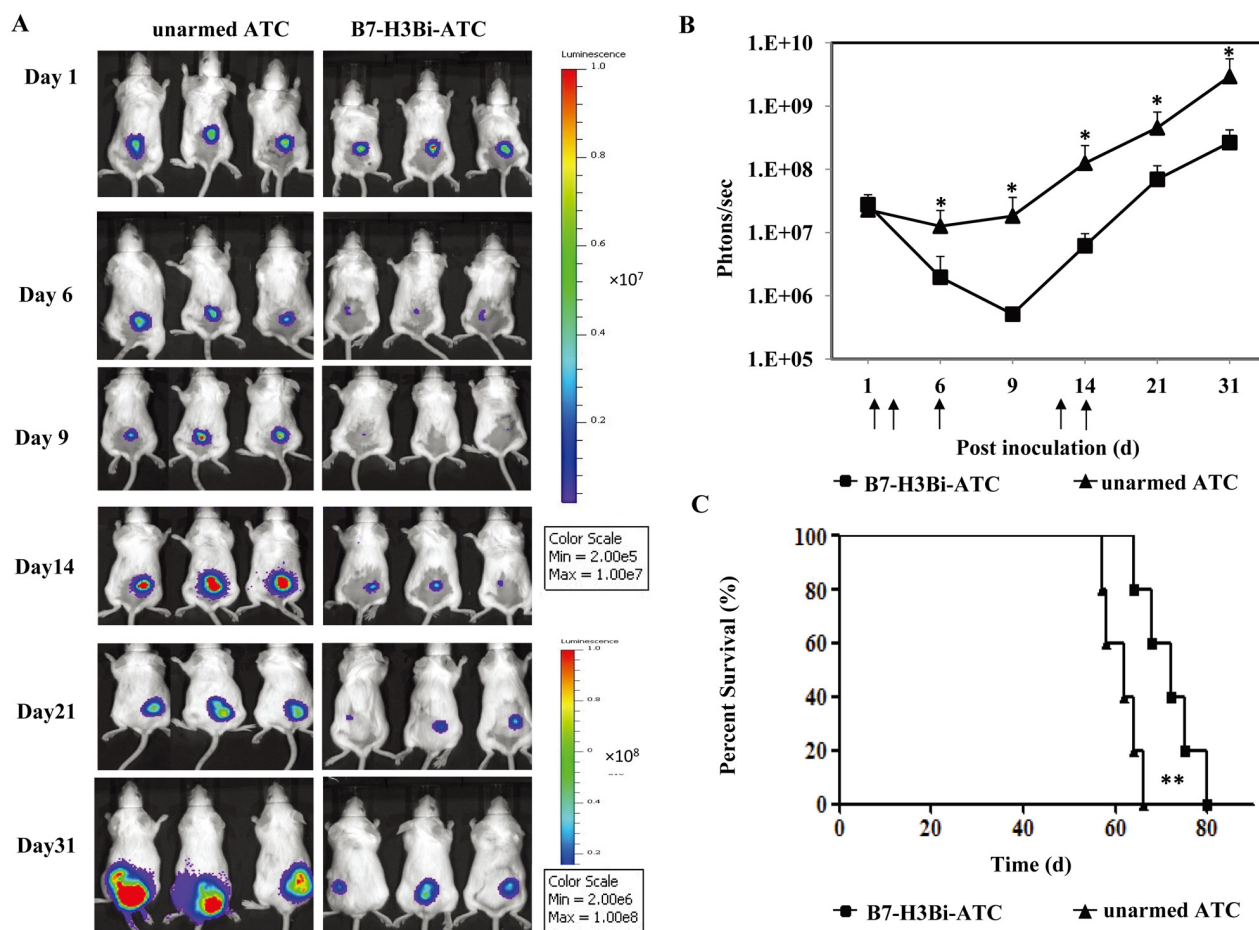 A
unarmed ATC
B7-H3Bi-ATC
Day 1
Day 6
Day 9
Day14
Day21
Day31
Luminescence
1.0
0.8
0.6
×10⁷
0.4
0.2
Color Scale
Min = 2.00e5
Max = 1.00e7
Luminescence
1.0
0.8
0
×10⁸
0.4
0.2
Color Scale
Min = 2.00e6
Max = 1.00e8
B
Phtons/sec
1.E+10
1.E+09
1.E+08
1.E+07
1.E+06
1.E+05
* * * * * *
1 6 9 14 21 31
Post inoculation (d)
B7-H3Bi-ATC
unarmed ATC
C
Percent Survival (%)
100
80
60
40
20
0
**
0 20 40 60 80
Time (d)
B7-H3Bi-ATC
unarmed ATC